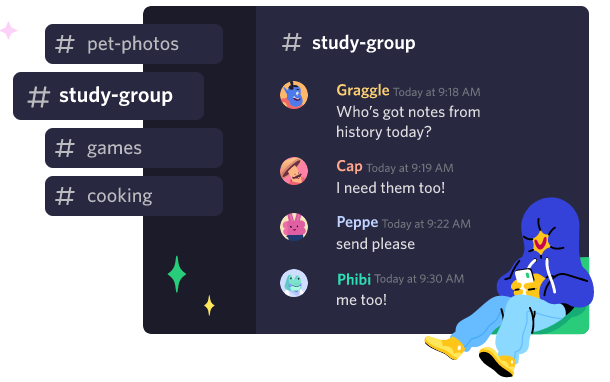 # pet-photos
# study-group
# games
# cooking
# study-group
Graggle Today at 9:18 AM
Who's got notes from
history today?
Cap Today at 9:19 AM
I need them too!
Peppe Today at 9:22 AM
send please
Phibi Today at 9:30 AM
me too!